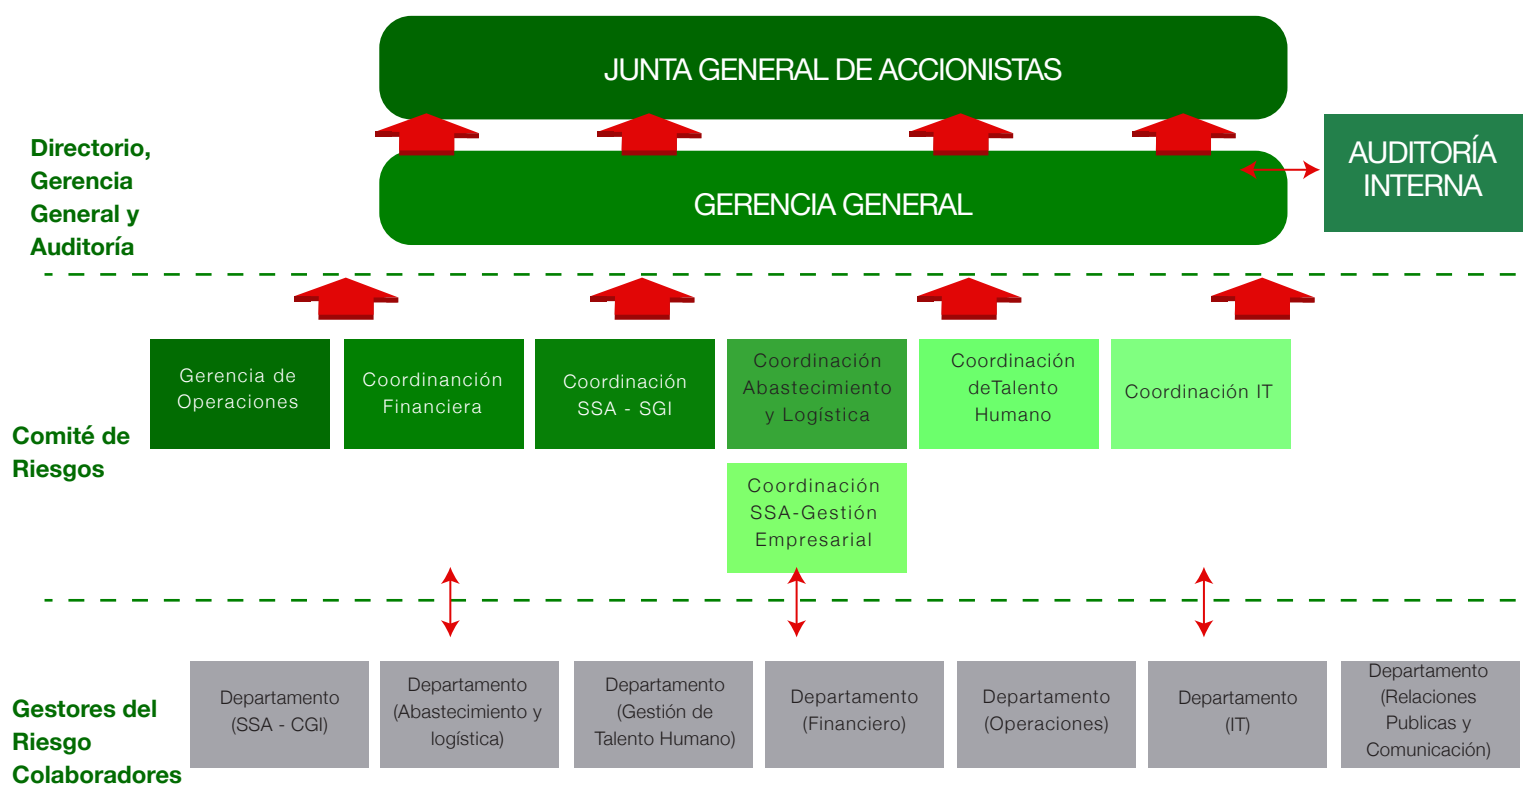 JUNTA GENERAL DE ACCIONISTAS
Directorio,
Gerencia
General y
Auditoría
GERENCIA GENERAL
AUDITORÍA
INTERNA
Comité de
Riesgos
Gerencia de
Operaciones
Coordinanción
Financiera
Coordinación
SSA - SGI
Coordinación
Abastecimiento
y Logística
Coordinación
deTalento
Humano
Coordinación IT
Coordinación
SSA-Gestión
Empresarial
Gestores del
Riesgo
Colaboradores
Departamento
(SSA - CGI)
Departamento
(Abastecimiento y
logística)
Departamento
(Gestión de
Talento Humano)
Departamento
(Financiero)
Departamento
(Operaciones)
Departamento
(IT)
Departamento
(Relaciones
Publicas y
Comunicación)